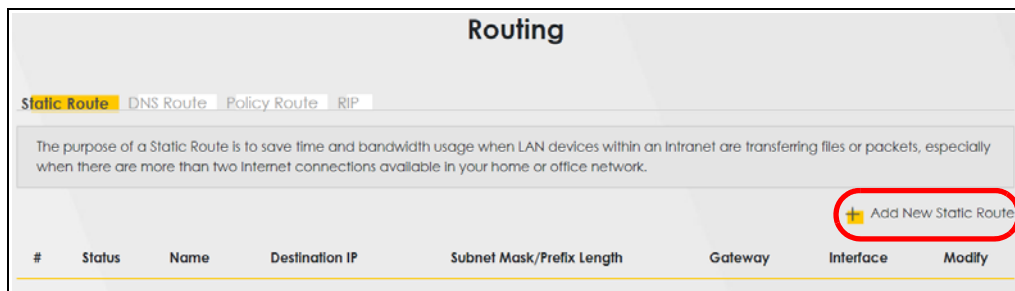 Routing
Static Route DNS Route Policy Route RIP
The purpose of a Static Route is to save time and bandwidth usage when LAN devices within an Intranet are transferring files or packets, especially
when there are more than two Internet connections available in your home or office network.
+ Add New Static Route
# Status Name Destination IP Subnet Mask/Prefix Length Gateway Interface Modify